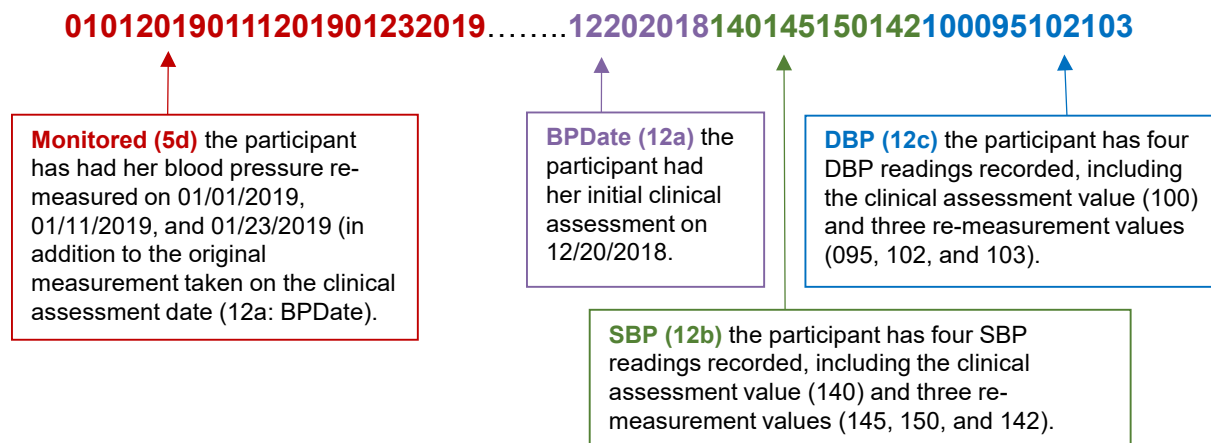 010120190111201901232019........12202018140145150142100095102103
Monitored (5d) the participant
has had her blood pressure re-
measured on 01/01/2019,
01/11/2019, and 01/23/2019 (in
addition to the original
measurement taken on the clinical
assessment date (12a: BPDate).
BPDate (12a) the
participant had
her initial clinical
assessment on
12/20/2018.
DBP (12c) the participant has four
DBP readings recorded, including
the clinical assessment value (100)
and three re-measurement values
(095, 102, and 103).
SBP (12b) the participant has four SBP
readings recorded, including the clinical
assessment value (140) and three re-
measurement values (145, 150, and 142).